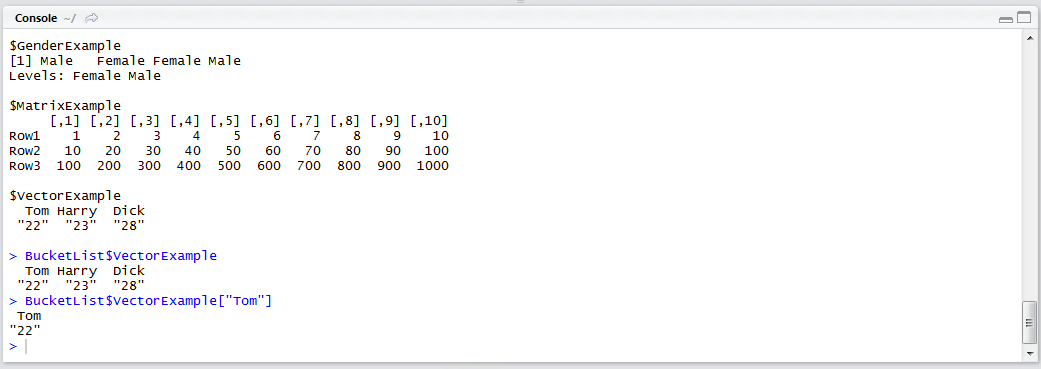 Console ~/
$GenderExample
[1] Male   Female Female Male
Levels: Female Male
$MatrixExample
     [,1] [,2] [,3] [,4] [,5] [,6] [,7] [,8] [,9] [,10]
Row1    1    2    3    4    5    6    7    8    9    10
Row2   10   20   30   40   50   60   70   80   90   100
Row3  100  200  300  400  500  600  700  800  900  1000
$VectorExample
  Tom Harry  Dick
 "22"  "23"  "28"
> BucketList$VectorExample
  Tom Harry  Dick
 "22"  "23"  "28"
> BucketList$VectorExample["Tom"]
 Tom
"22"
>